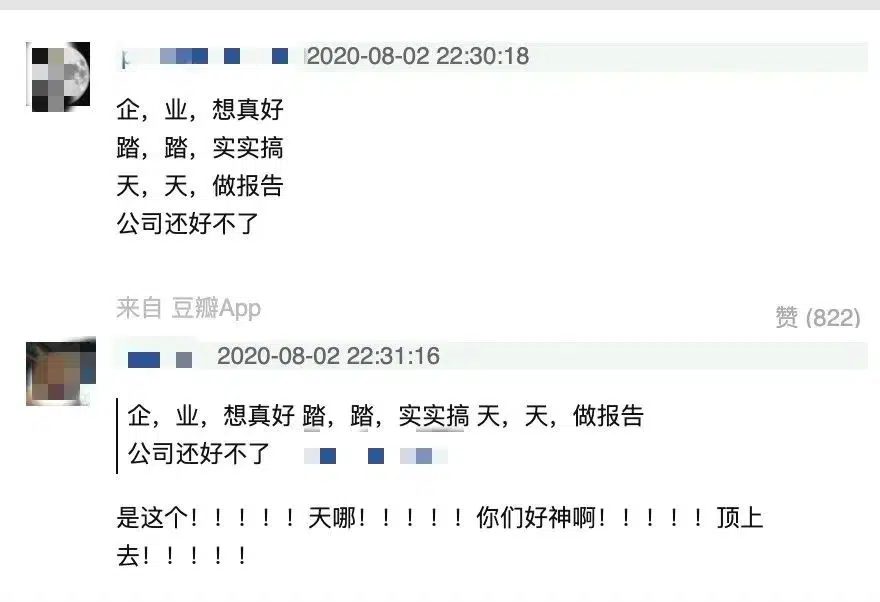 2020-08-02 22:30:18
企，业，想真好
踏，踏，实实搞
天，天，做报告
公司还好不了
来自 豆瓣App
赞 (822)
2020-08-02 22:31:16
企，业，想真好 踏，踏，实实搞 天，天，做报告
公司还好不了
是这个！！！！！天哪！！！！！你们好神啊！！！！！顶上
去！！！！！